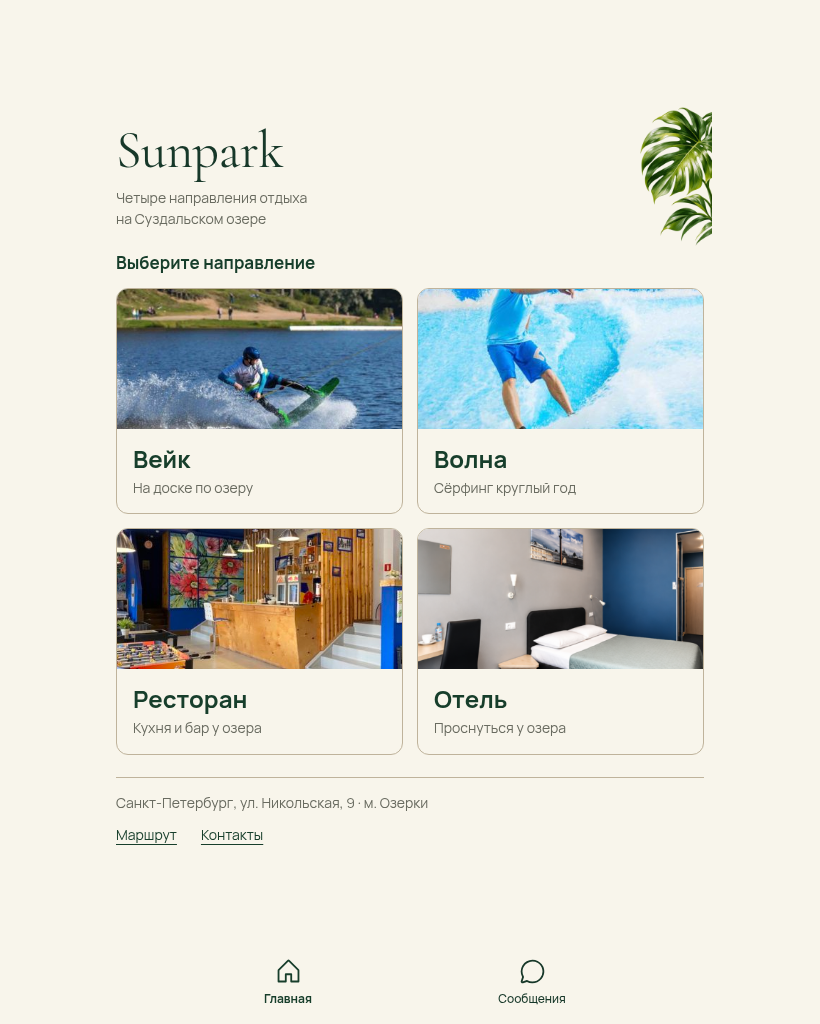 Sunpark
Четыре направления отдыха
на Суздальском озере
Выберите направление
Вейк
На доске по озеру
Волна
Сёрфинг круглый год
Ресторан
Кухня и бар у озера
Отель
Проснуться у озера
Санкт-Петербург, ул. Никольская, 9 · м. Озерки
Маршрут
Контакты
Главная
Сообщения